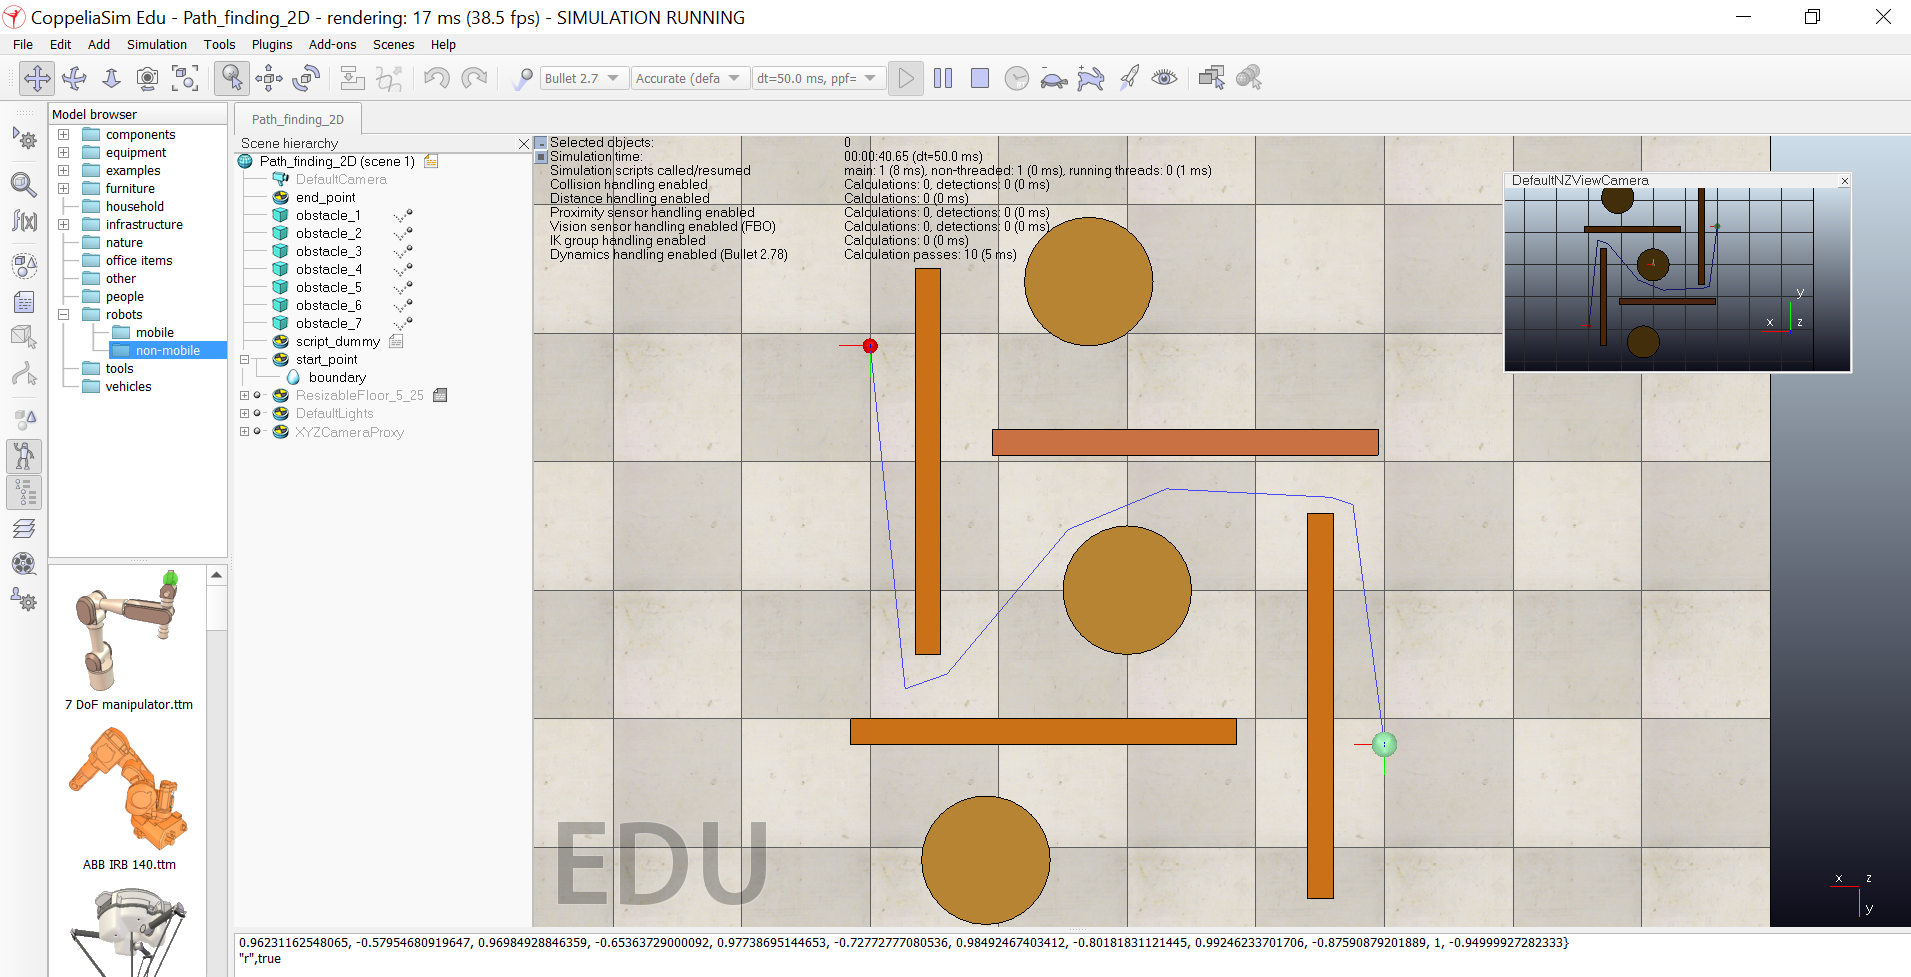 CoppeliaSim Edu - Path_finding_2D - rendering: 17 ms (38.5 fps) - SIMULATION RUNNING
File Edit Add Simulation Tools Plugins Add-ons Scenes Help
Bullet 2.7 Accurate (defa dt=50.0 ms, ppf=
Model browser
components
equipment
examples
furniture
household
infrastructure
nature
office items
other
people
robots
mobile
non-mobile
tools
vehicles
7 DoF manipulator.ttm
ABB IRB 140.ttm
Path_finding_2D
Scene hierarchy
Path_finding_2D (scene 1)
DefaultCamera
end_point
obstacle_1
obstacle_2
obstacle_3
obstacle_4
obstacle_5
obstacle_6
obstacle_7
script_dummy
start_point
boundary
ResizableFloor_5_25
DefaultLights
XYZCameraProxy
Selected objects: 0
Simulation time: 00:00:40.65 (dt=50.0 ms)
Simulation scripts called/resumed main: 1 (8 ms), non-threaded: 1 (0 ms), running threads: 0 (1 ms)
Collision handling enabled Calculations: 0, detections: 0 (0 ms)
Distance handling enabled Calculations: 0 (0 ms)
Proximity sensor handling enabled Calculations: 0, detections: 0 (0 ms)
Vision sensor handling enabled (FBO) Calculations: 0, detections: 0 (0 ms)
IK group handling enabled Calculations: 0 (0 ms)
Dynamics handling enabled (Bullet 2.78) Calculation passes: 10 (5 ms)
DefaultNZViewCamera
y
x z
EDU
x z
y
0.96231162548065, -0.57954680919647, 0.96984928846359, -0.65363729000092, 0.97738695144653, -0.72772777080536, 0.98492467403412, -0.80181831121445, 0.99246233701706, -0.87590879201889, 1, -0.94999927282333}
"r",true